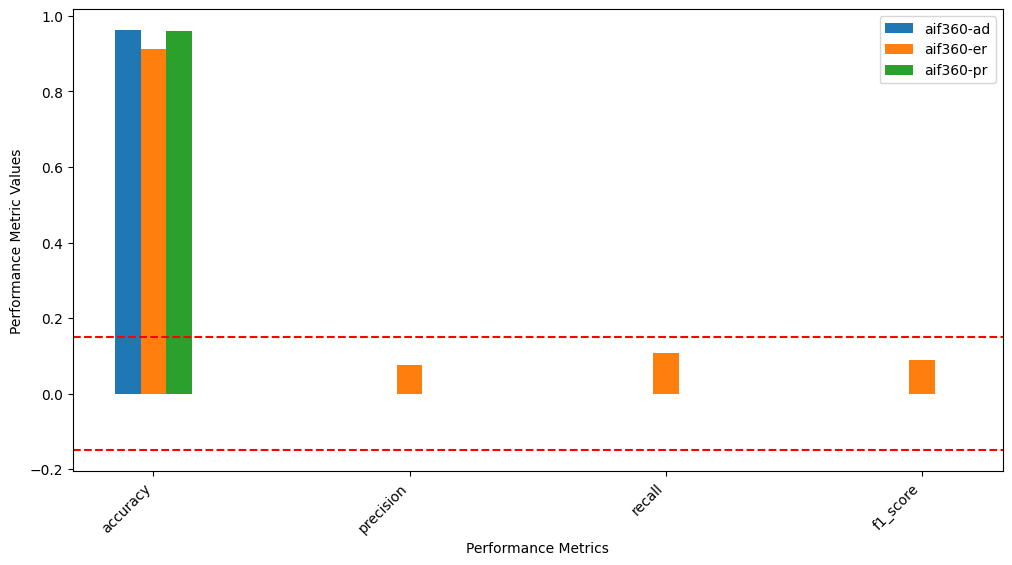 1.0
0.8
0.6
0.4
0.2
0.0
−0.2
Performance Metric Values
aif360-ad
aif360-er
aif360-pr
accuracy
precision
recall
f1_score
Performance Metrics